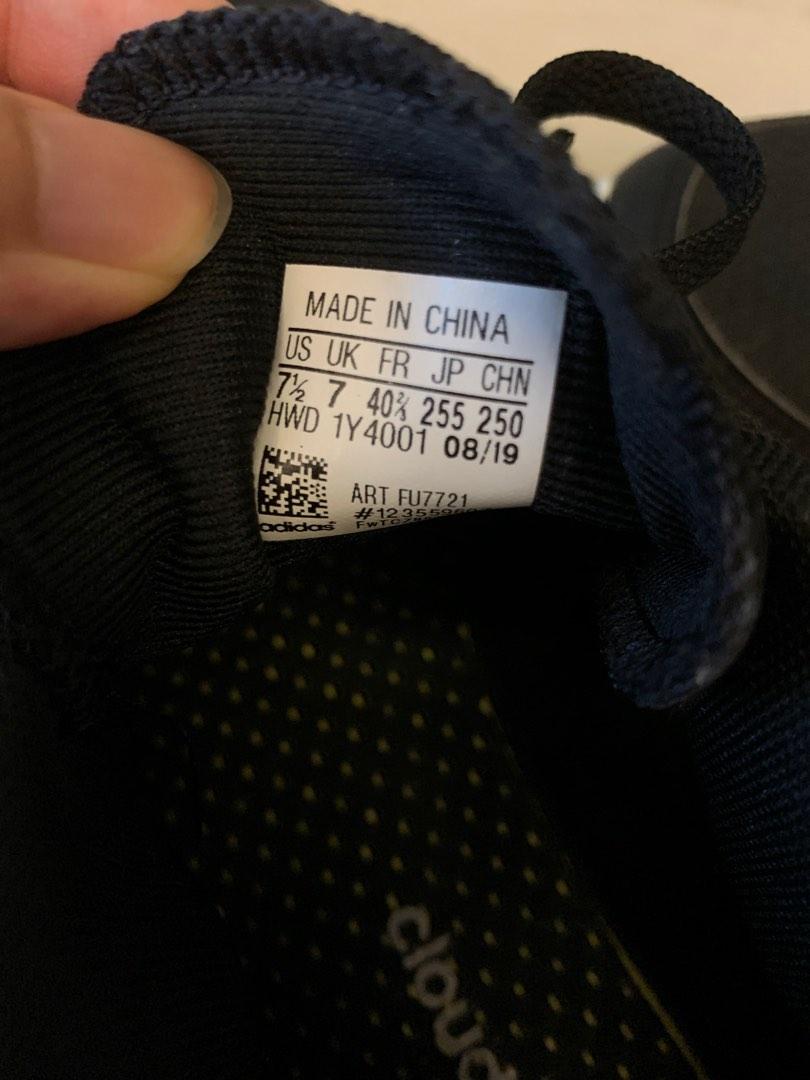 MADE IN CHINA
US UK FR JP CHN
7½ 7 40⅔ 255 250
HWD 1Y4001 08/19
ART FU7721
adidas
cloud